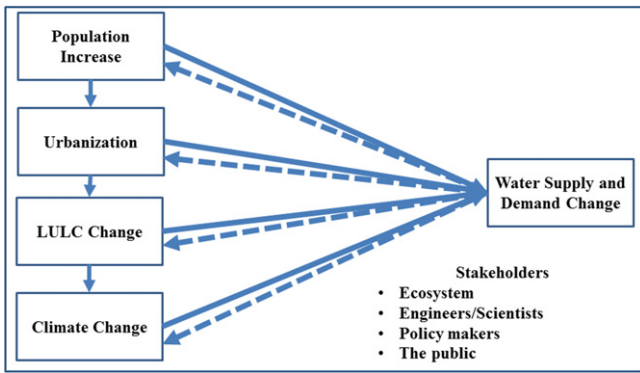 Population
Increase
Urbanization
LULC Change
Climate Change
Water Supply and
Demand Change
Stakeholders
• Ecosystem
• Engineers/Scientists
• Policy makers
• The public